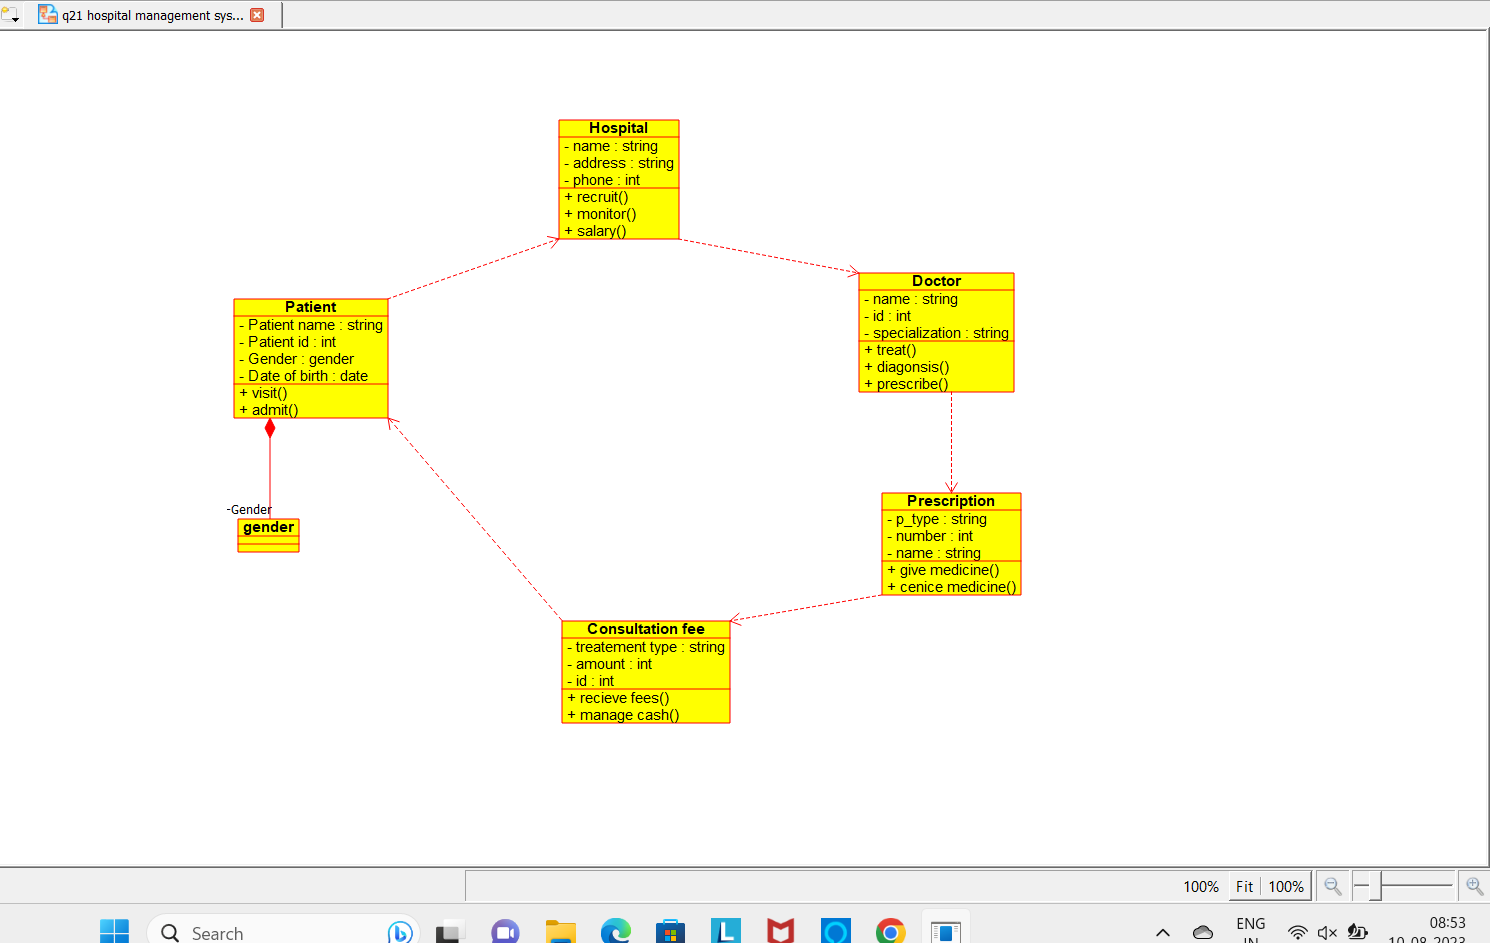 q21 hospital management sys...
Hospital
- name : string
- address : string
- phone : int
+ recruit()
+ monitor()
+ salary()
Doctor
- name : string
- id : int
- specialization : string
+ treat()
+ diagonsis()
+ prescribe()
Patient
- Patient name : string
- Patient id : int
- Gender : gender
- Date of birth : date
+ visit()
+ admit()
-Gender
gender
Prescription
- p_type : string
- number : int
- name : string
+ give medicine()
+ cenice medicine()
Consultation fee
- treatement type : string
- amount : int
- id : int
+ recieve fees()
+ manage cash()
100% Fit 100%
Search
L
ENG
IN
08:53
10-08-2023